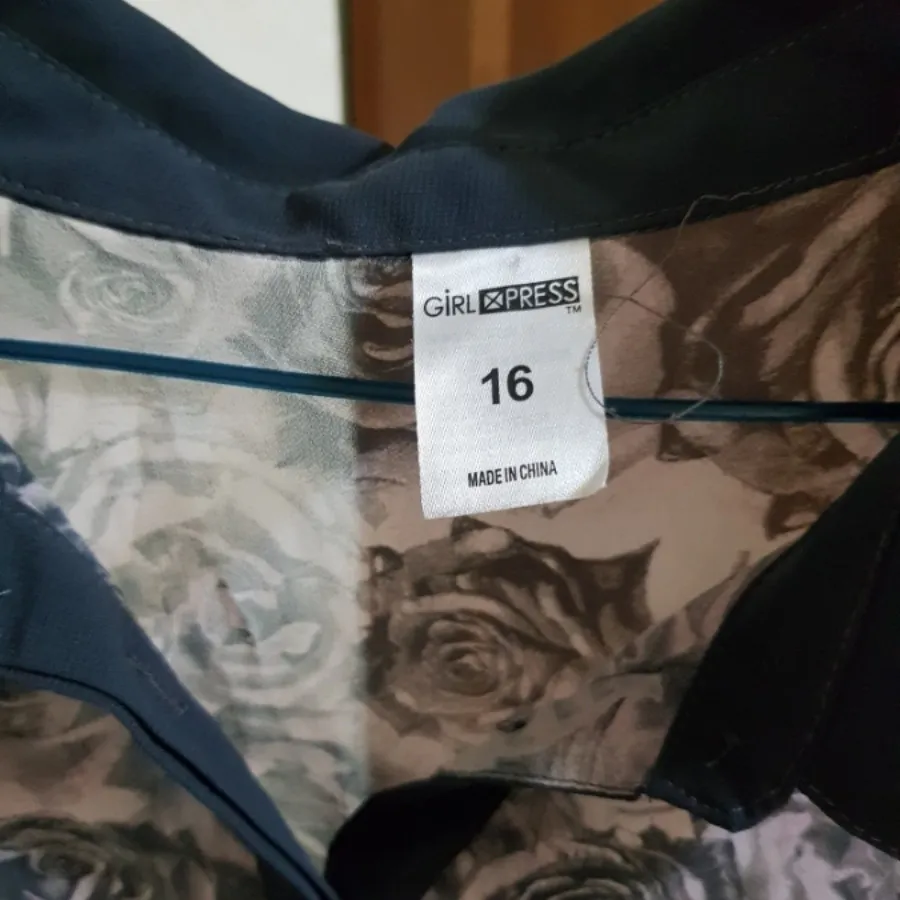 GiRL XPRESS
TM
16
MADE IN CHINA